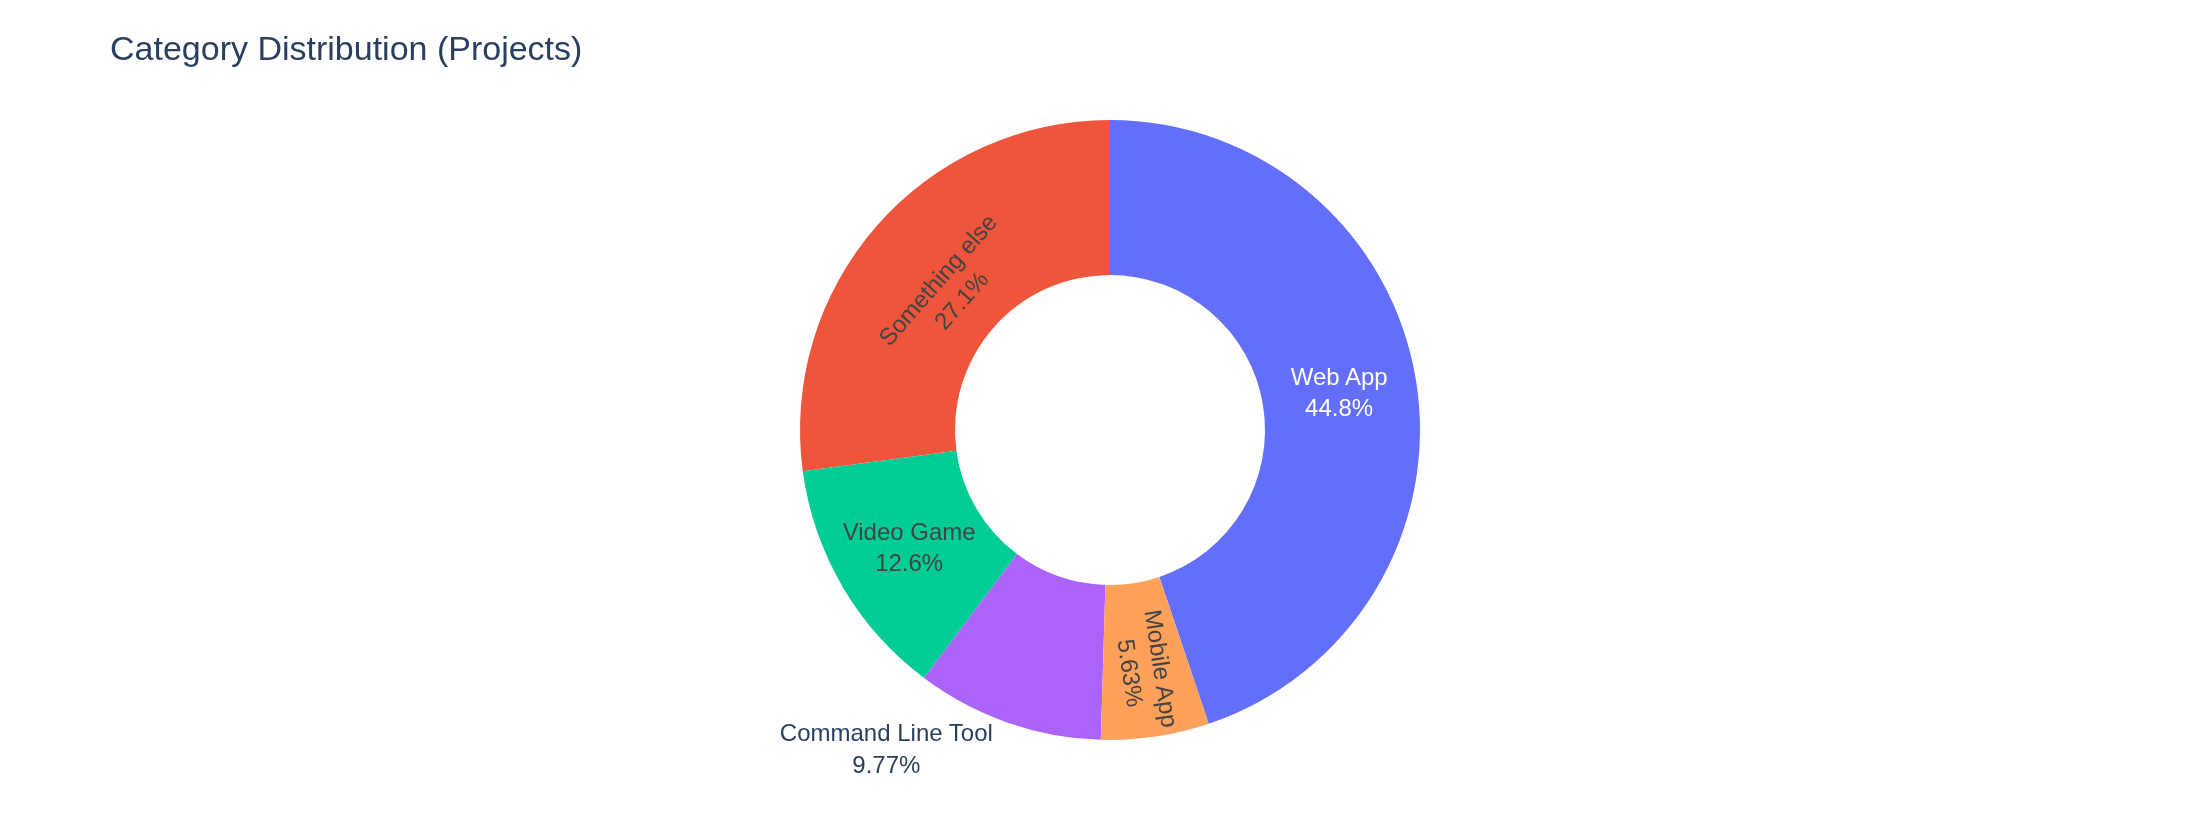 Category Distribution (Projects)
Something else
27.1%
Web App
44.8%
Video Game
12.6%
Mobile App
5.63%
Command Line Tool
9.77%